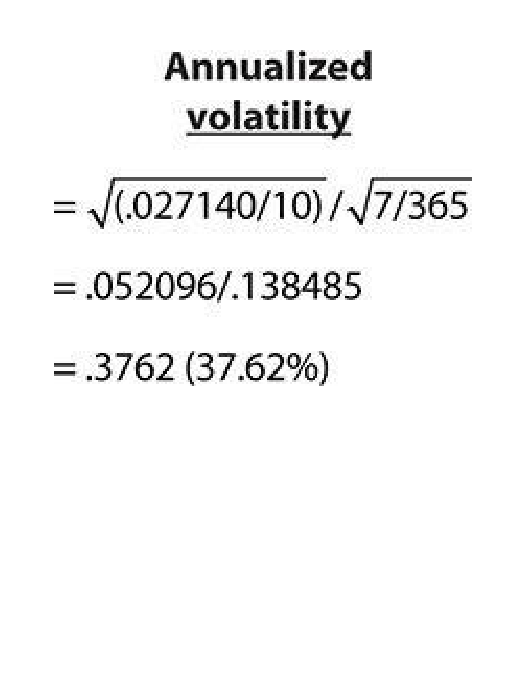 Annualized
volatility
= √(.027140/10) / √7/365
= .052096/.138485
= .3762 (37.62%)